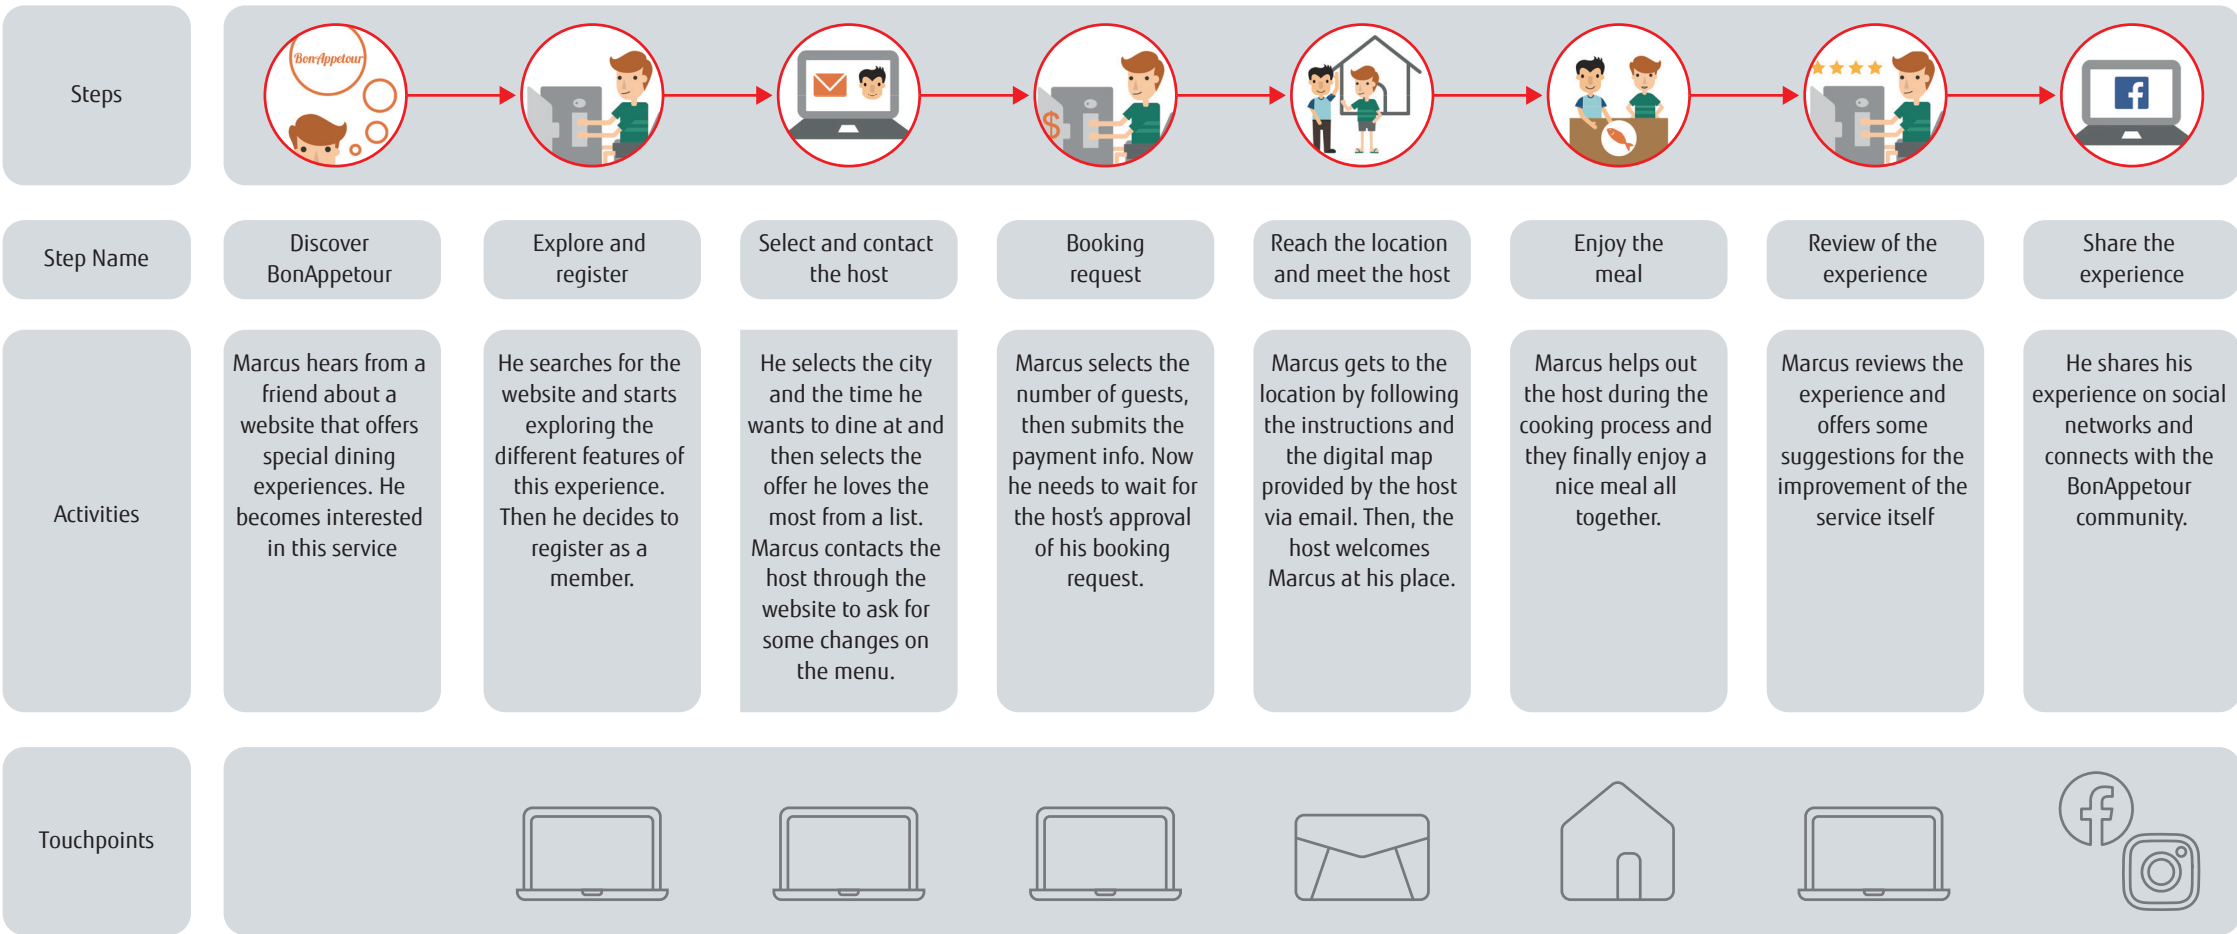 Steps
BonAppetour
$
Step Name
Discover
BonAppetour
Explore and
register
Select and contact
the host
Booking
request
Reach the location
and meet the host
Enjoy the
meal
Review of the
experience
Share the
experience
Activities
Marcus hears from a
friend about a
website that offers
special dining
experiences. He
becomes interested
in this service
He searches for the
website and starts
exploring the
different features of
this experience.
Then he decides to
register as a
member.
He selects the city
and the time he
wants to dine at and
then selects the
offer he loves the
most from a list.
Marcus contacts the
host through the
website to ask for
some changes on
the menu.
Marcus selects the
number of guests,
then submits the
payment info. Now
he needs to wait for
the host's approval
of his booking
request.
Marcus gets to the
location by following
the instructions and
the digital map
provided by the host
via email. Then, the
host welcomes
Marcus at his place.
Marcus helps out
the host during the
cooking process and
they finally enjoy a
nice meal all
together.
Marcus reviews the
experience and
offers some
suggestions for the
improvement of the
service itself
He shares his
experience on social
networks and
connects with the
BonAppetour
community.
Touchpoints